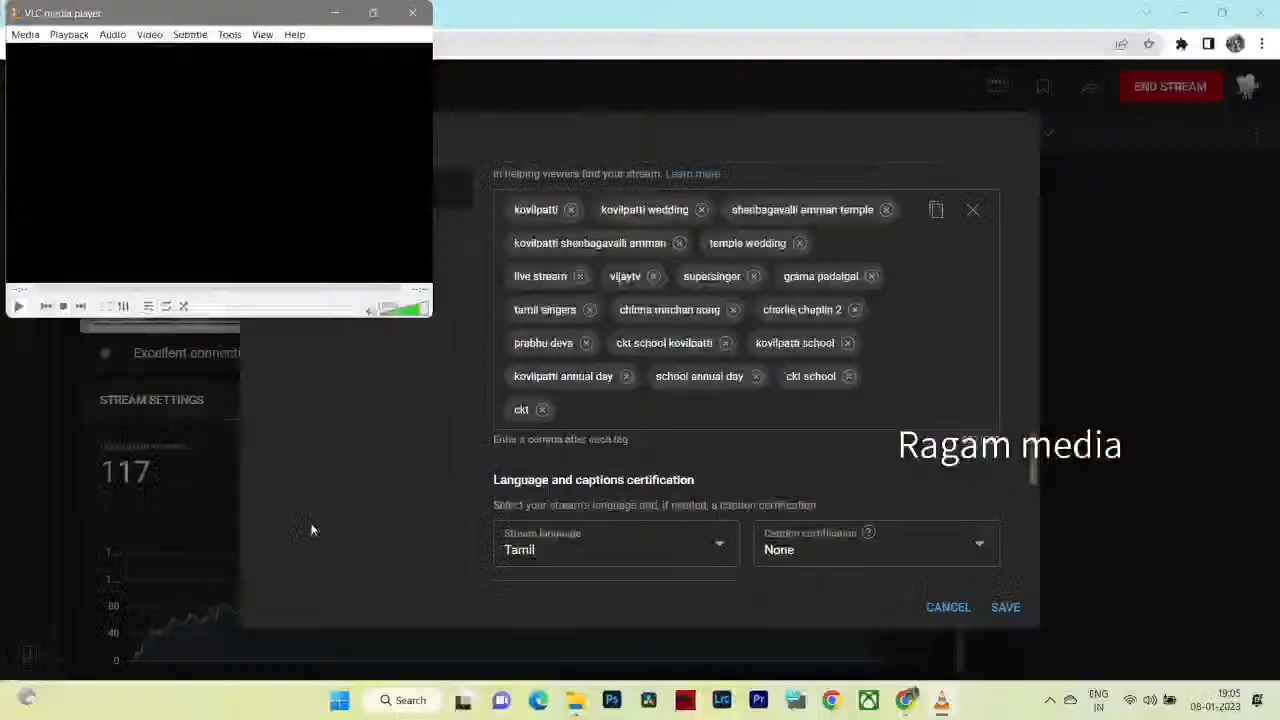 VLC media player
Media Playback Audio Video Subtitle Tools View Help
END STREAM
in helping viewers find your stream. Learn more
kovilpatti kovilpatti wedding shenbagavalli amman temple
kovilpatti shenbagavalli amman temple wedding
live stream vijaytv supersinger grama padalgal
tamil singers chinna machan song charlie chaplin 2
prabhu deva ckt school kovilpatti kovilpatti school
kovilpatti annual day school annual day ckt school
ckt
Enter a comma after each tag
Excellent connecti
STREAM SETTINGS
117
Ragam media
Language and captions certification
Select your stream's language and, if needed, a caption certification
Stream language
Tamil
Caption certification
None
1...
1...
80
40
0
CANCEL SAVE
Search
Ps
Lrc
Pr
ENG
IN
19:05
08-01-2023